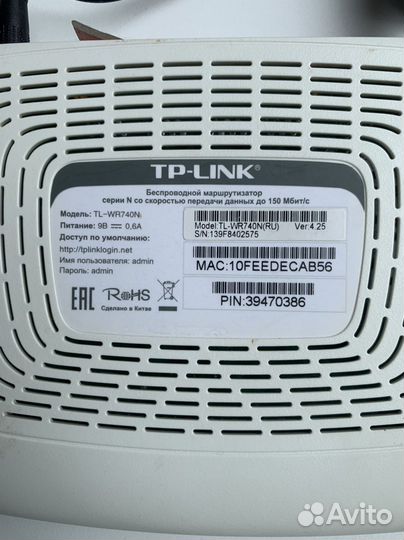 TP-LINK®
Беспроводной маршрутизатор
серии N со скоростью передачи данных до 150 Мбит/с
Модель: TL-WR740N
Питание: 9В ⎓ 0,6А
Доступ по умолчанию:
http://tplinklogin.net
Имя пользователя: admin
Пароль: admin
Model:TL-WR740N(RU) Ver:4.25
S/N:139F8402575
MAC:10FEEDECAB56
PIN:39470386
EAC RoHS
Сделано в Китае
Avito